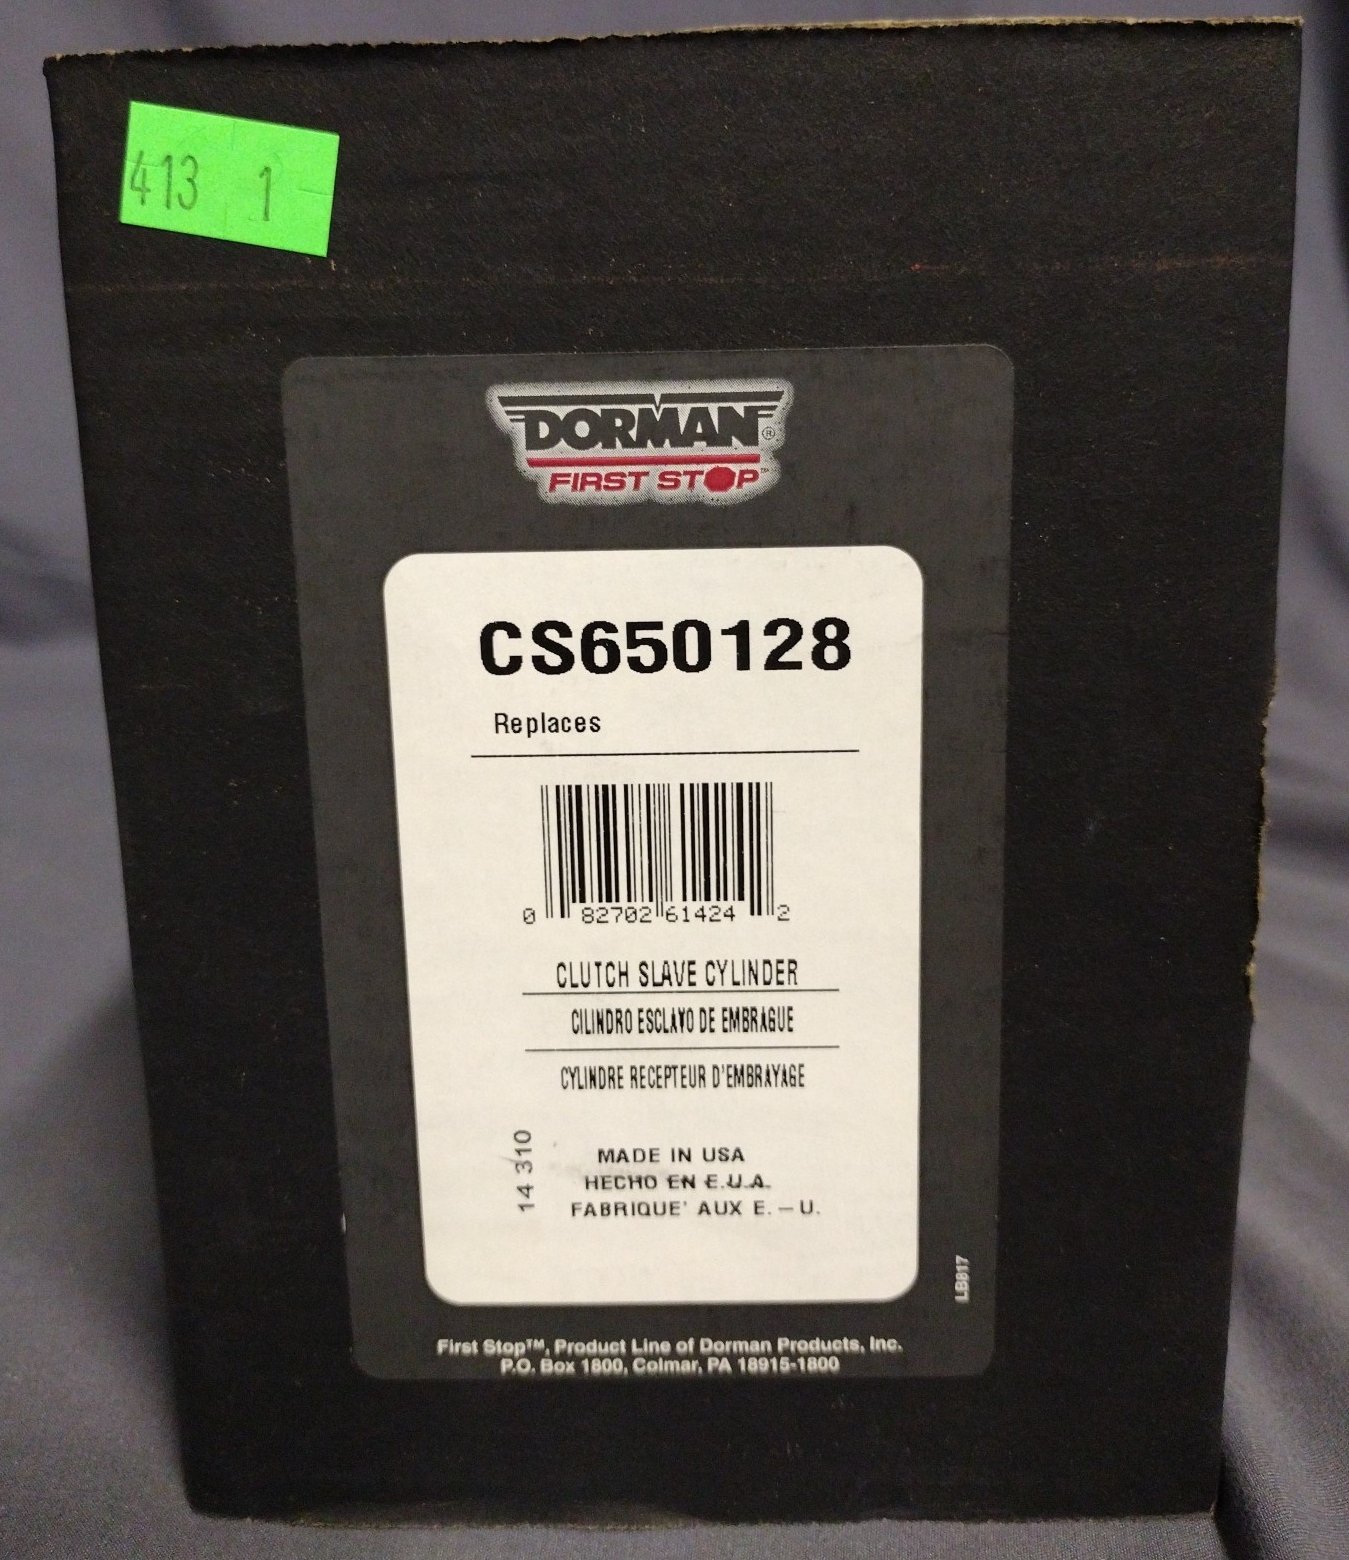 413 1
DORMAN®
FIRST STOP™
CS650128
Replaces
0 82702 61424 2
CLUTCH SLAVE CYLINDER
CILINDRO ESCLAVO DE EMBRAGUE
CYLINDRE RECEPTEUR D'EMBRAYAGE
14 310
MADE IN USA
HECHO EN E.U.A.
FABRIQUE' AUX E.-U.
LB817
First Stop™, Product Line of Dorman Products, Inc.
P.O. Box 1800, Colmar, PA 18915-1800